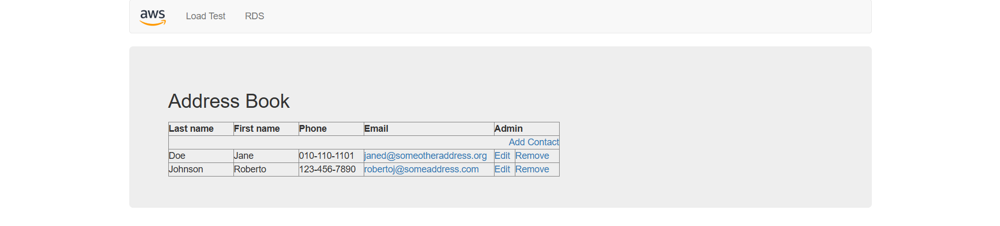 aws Load Test RDS
Address Book
Last name First name Phone Email Admin
Add Contact
Doe Jane 010-110-1101 janed@someotheraddress.org Edit Remove
Johnson Roberto 123-456-7890 robertoj@someaddress.com Edit Remove